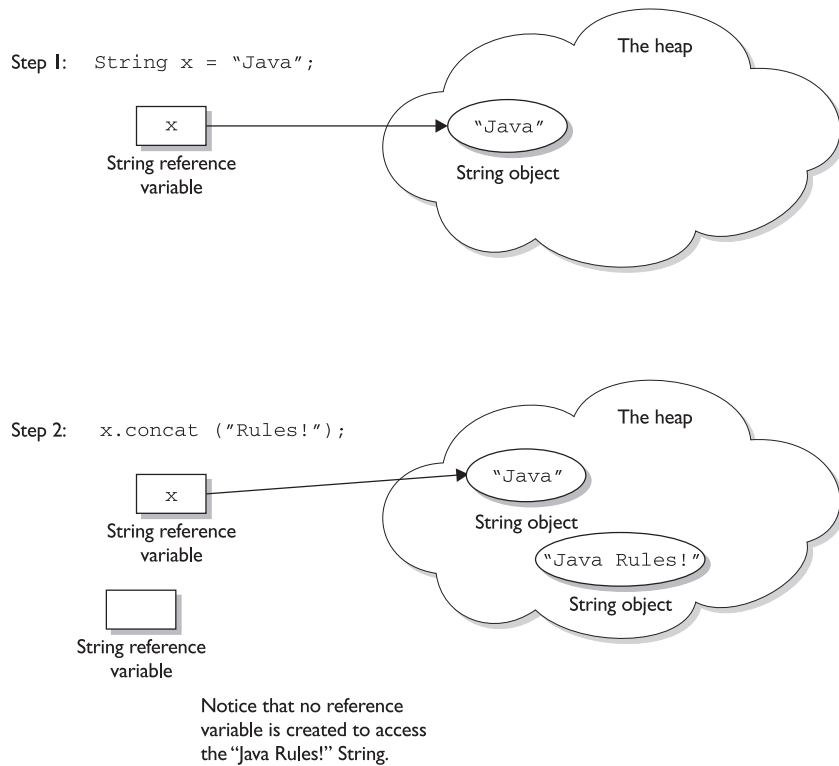 The heap
Step 1: String x = “Java”;
x
“Java”
String reference
variable
String object
The heap
Step 2: x.concat ("Rules!");
x
“Java”
String reference
variable
String object
“Java Rules!”
String object
String reference
variable
Notice that no reference
variable is created to access
the “Java Rules!” String.